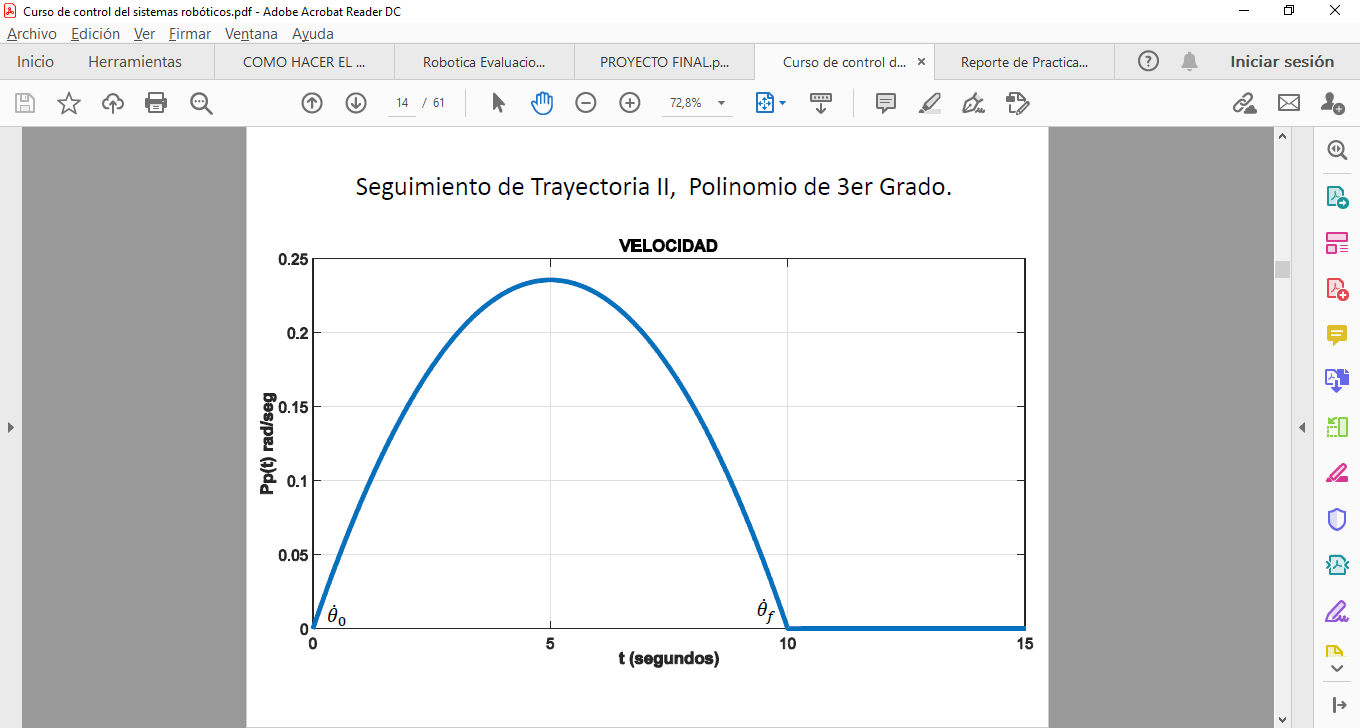 Curso de control del sistemas robóticos.pdf - Adobe Acrobat Reader DC
Archivo Edición Ver Firmar Ventana Ayuda
Inicio Herramientas COMO HACER EL ... Robotica Evaluacio... PROYECTO FINAL.p... Curso de control d... × Reporte de Practica... Iniciar sesión
14 / 61 72,8%
Seguimiento de Trayectoria II, Polinomio de 3er Grado.
VELOCIDAD
0.25
0.2
0.15
0.1
0.05
0
Pp(t) rad/seg
θ̇₀ θ̇f
0 5 10 15
t (segundos)